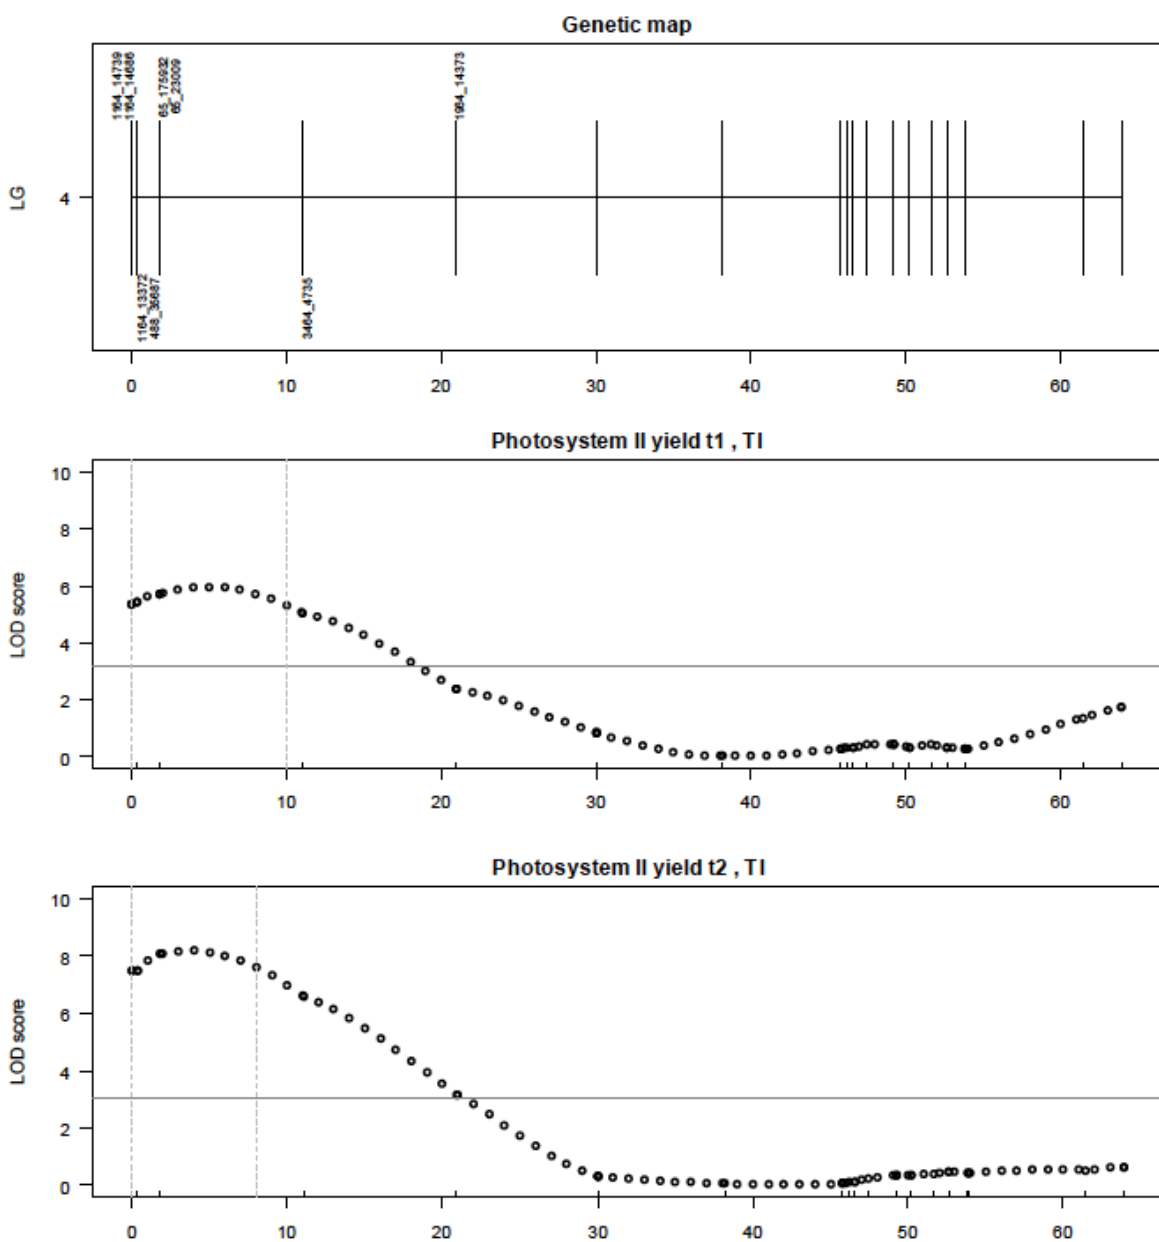 Genetic map
1164_14739
1164_14686
65_175932
65_23009
1964_14373
LG
4
1164_13372
488_35687
3464_4735
0 10 20 30 40 50 60
Photosystem II yield t1 , TI
LOD score
10
8
6
4
2
0
0 10 20 30 40 50 60
Photosystem II yield t2 , TI
LOD score
10
8
6
4
2
0
0 10 20 30 40 50 60